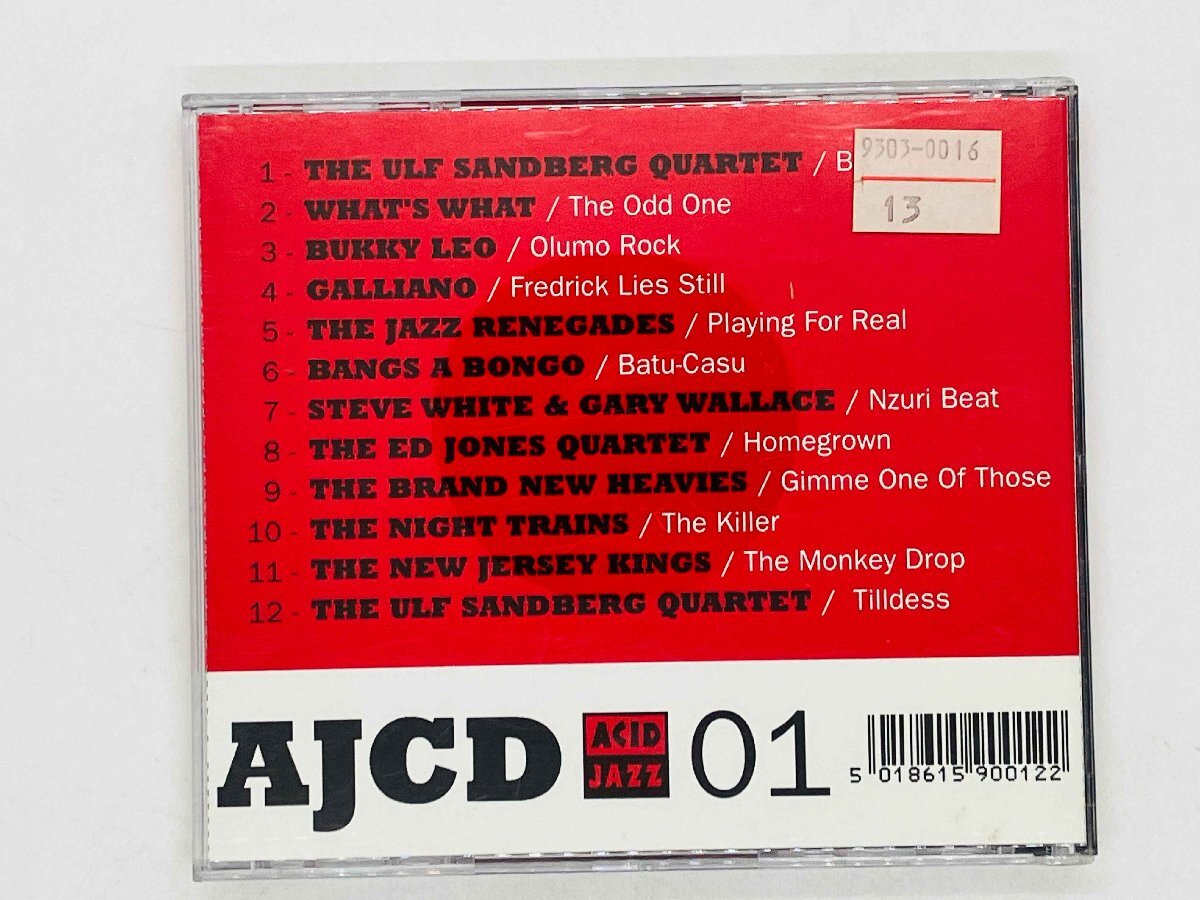 1 - THE ULF SANDBERG QUARTET / B
9303-0016
13
2 - WHAT'S WHAT / The Odd One
3 - BUKKY LEO / Olumo Rock
4 - GALLIANO / Fredrick Lies Still
5 - THE JAZZ RENEGADES / Playing For Real
6 - BANGS A BONGO / Batu-Casu
7 - STEVE WHITE & GARY WALLACE / Nzuri Beat
8 - THE ED JONES QUARTET / Homegrown
9 - THE BRAND NEW HEAVIES / Gimme One Of Those
10 - THE NIGHT TRAINS / The Killer
11 - THE NEW JERSEY KINGS / The Monkey Drop
12 - THE ULF SANDBERG QUARTET / Tilldess
AJCD ACID JAZZ 01
5 018615 900122